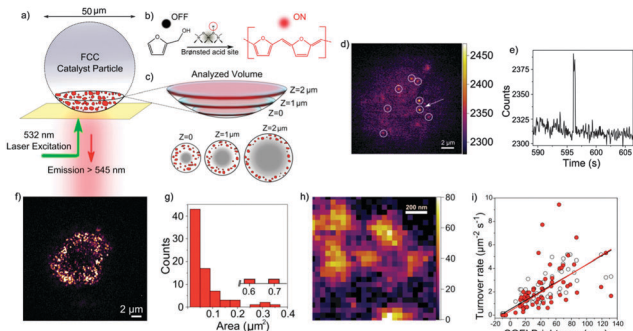 50 μm
a)
FCC
Catalyst Particle
532 nm
Laser Excitation
Emission > 545 nm
b)
OFF
OH
Brønsted acid site
ON
c)
Analyzed Volume
Z=2 μm
Z=1 μm
Z=0
Z=0
Z=1μm
Z=2μm
d)
2 μm
2450
2400
2350
2300
e)
Counts
2395
2375
2350
2325
2310
590
595
600
605
Time (s)
f)
2 μm
g)
Counts
40
30
20
10
0
0.6
0.7
0.1
0.2
0.3
0.4
Area (μm²)
h)
200 nm
80
60
40
20
0
i)
Turnover rate (μm⁻² s⁻¹)
10
8
6
4
2
0
-20
0
20
40
60
80
100
120
140